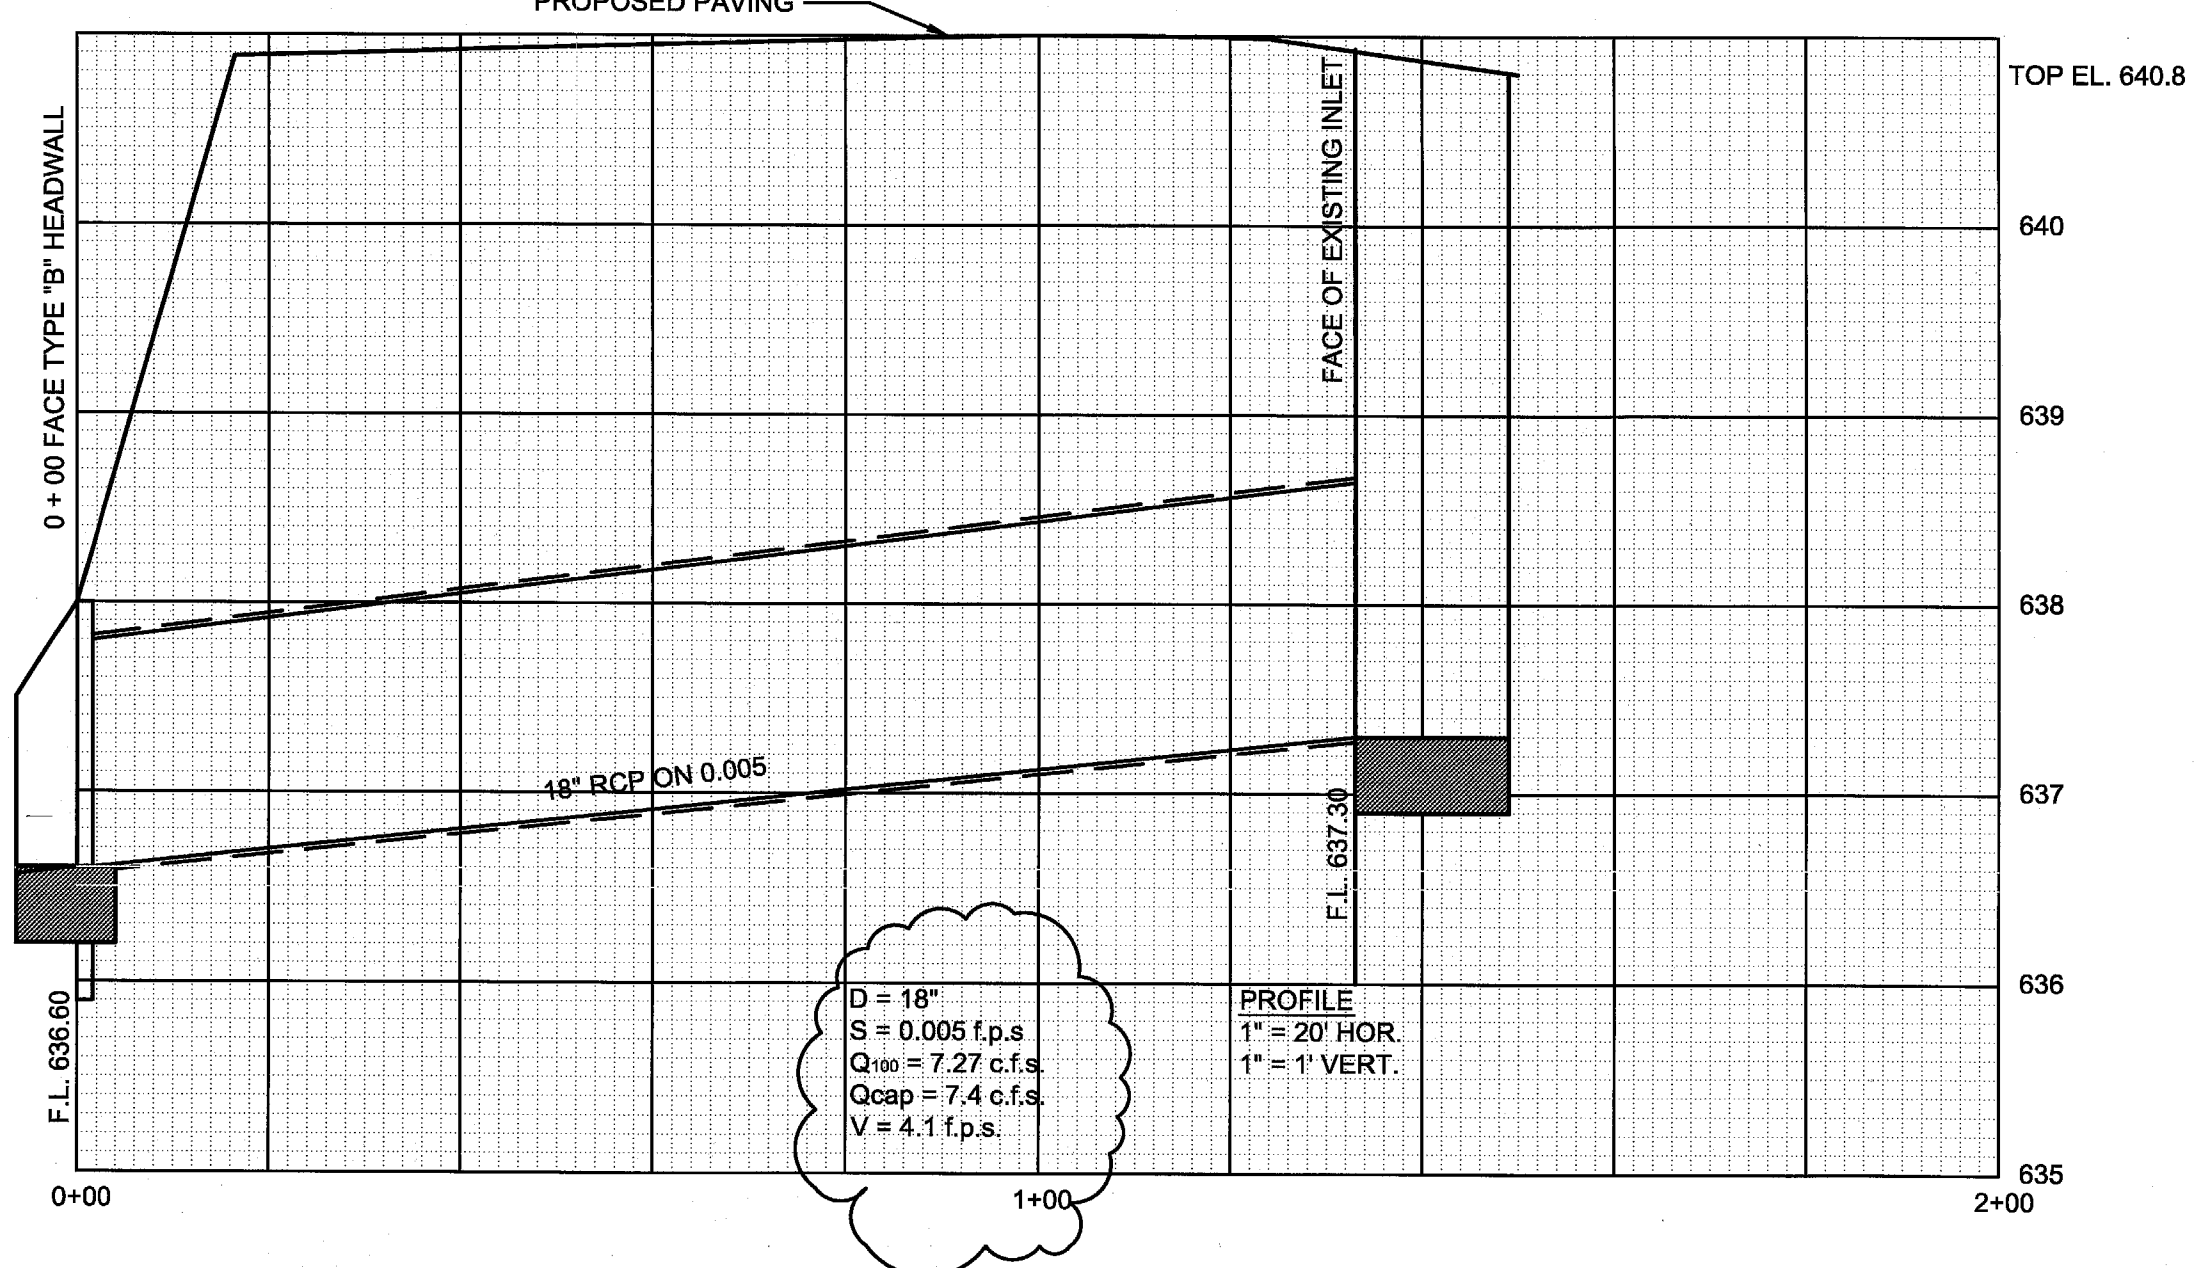 PROPOSED PAVING
TOP EL. 640.8
0 + 00 FACE TYPE "B" HEADWALL
FACE OF EXISTING INLET
640
639
638
18" RCP ON 0.005
637
F.L. 637.30
636
F.L. 636.60
D = 18"
S = 0.005 f.p.s
Q100 = 7.27 c.f.s.
Qcap = 7.4 c.f.s.
V = 4.1 f.p.s.
PROFILE
1" = 20' HOR.
1" = 1' VERT.
635
0+00
1+00
2+00